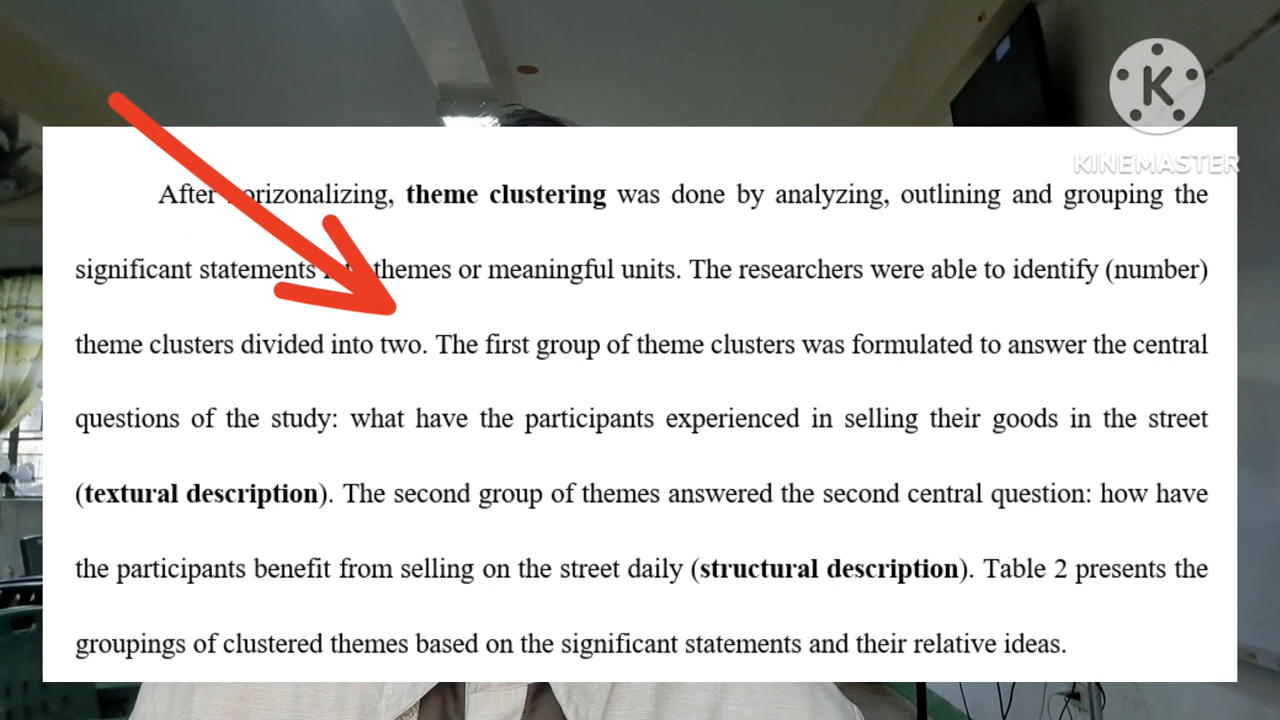 K
KINEMASTER
After horizonalizing, theme clustering was done by analyzing, outlining and grouping the
significant statements themes or meaningful units. The researchers were able to identify (number)
theme clusters divided into two. The first group of theme clusters was formulated to answer the central
questions of the study: what have the participants experienced in selling their goods in the street
(textural description). The second group of themes answered the second central question: how have
the participants benefit from selling on the street daily (structural description). Table 2 presents the
groupings of clustered themes based on the significant statements and their relative ideas.